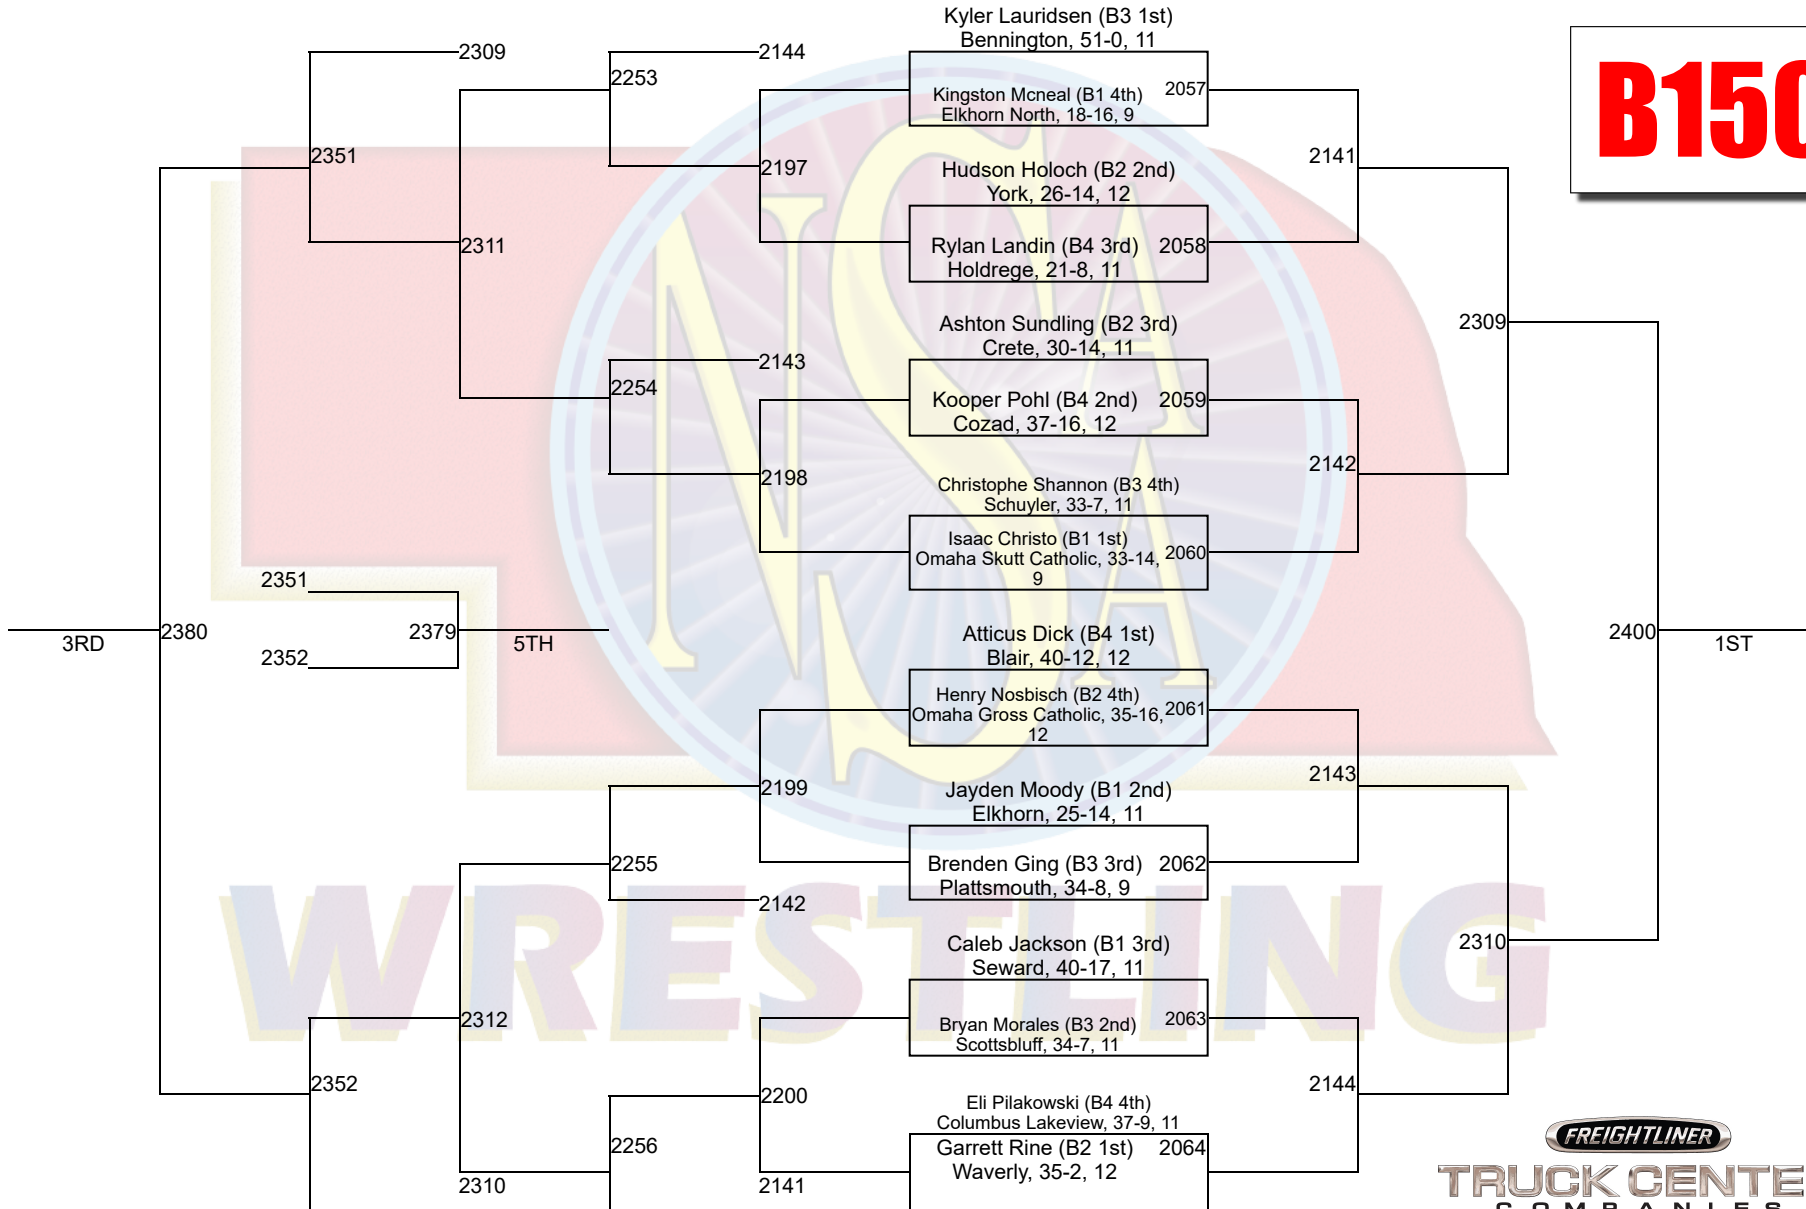 Kyler Lauridsen (B3 1st)
Bennington, 51-0, 11
2309
2144
2253
Kingston Mcneal (B1 4th)
Elkhorn North, 18-16, 9
2057
B150
2351
2197
Hudson Holoch (B2 2nd)
York, 26-14, 12
2141
2311
Rylan Landin (B4 3rd)
Holdrege, 21-8, 11
2058
Ashton Sundling (B2 3rd)
Crete, 30-14, 11
2309
2143
2254
Kooper Pohl (B4 2nd)
Cozad, 37-16, 12
2059
2198
Christophe Shannon (B3 4th)
Schuyler, 33-7, 11
2142
Isaac Christo (B1 1st)
Omaha Skutt Catholic, 33-14,
9
2060
2351
2380
3RD
2379
5TH
2352
Atticus Dick (B4 1st)
Blair, 40-12, 12
2400
1ST
Henry Nosbisch (B2 4th)
Omaha Gross Catholic, 35-16,
12
2061
2199
Jayden Moody (B1 2nd)
Elkhorn, 25-14, 11
2143
2255
Brenden Ging (B3 3rd)
Plattsmouth, 34-8, 9
2062
2142
Caleb Jackson (B1 3rd)
Seward, 40-17, 11
2310
2312
Bryan Morales (B3 2nd)
Scottsbluff, 34-7, 11
2063
2352
2200
Eli Pilakowski (B4 4th)
Columbus Lakeview, 37-9, 11
2144
2256
Garrett Rine (B2 1st)
Waverly, 35-2, 12
2064
2310
2141
NSAA
WRESTLING
FREIGHTLINER
TRUCK CENTE
COMPANIES